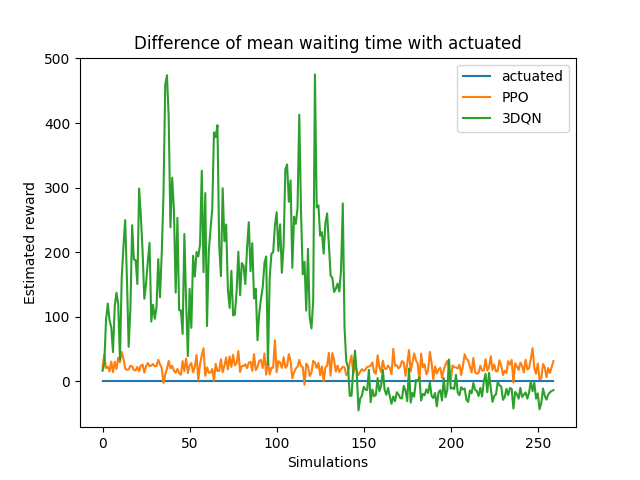 Difference of mean waiting time with actuated
500
400
300
200
100
0
Estimated reward
actuated
PPO
3DQN
0 50 100 150 200 250
Simulations